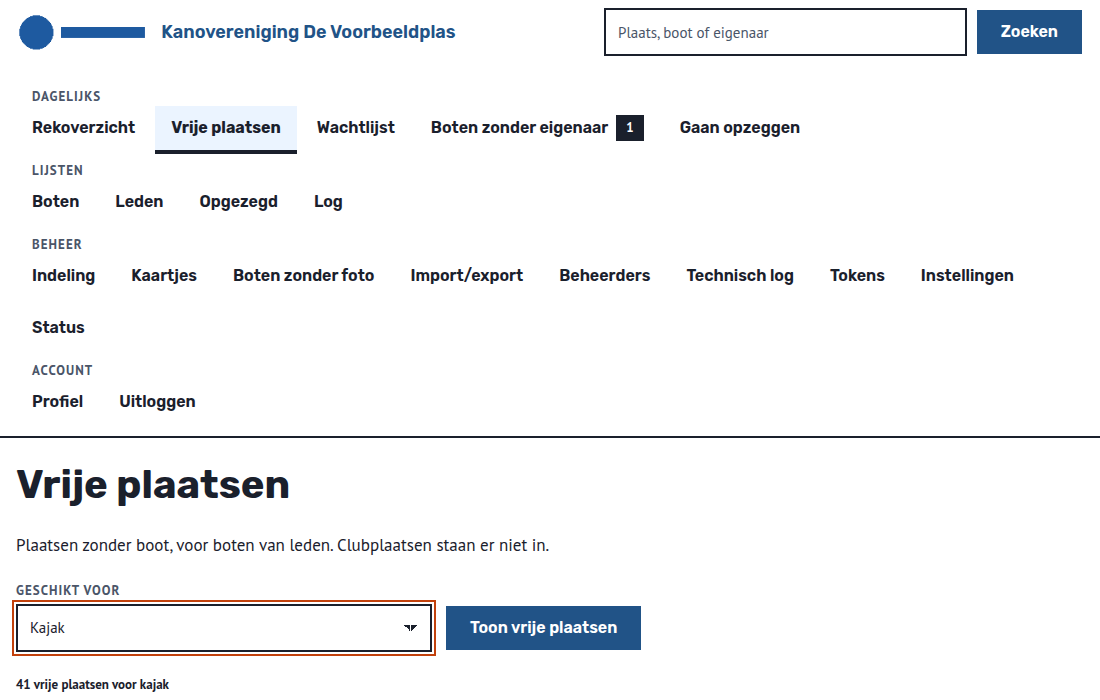 Kanovereniging De Voorbeeldplas
Plaats, boot of eigenaar
Zoeken
DAGELIJKS
Rekoverzicht Vrije plaatsen Wachtlijst Boten zonder eigenaar 1 Gaan opzeggen
LIJSTEN
Boten Leden Opgezegd Log
BEHEER
Indeling Kaartjes Boten zonder foto Import/export Beheerders Technisch log Tokens Instellingen
Status
ACCOUNT
Profiel Uitloggen
Vrije plaatsen
Plaatsen zonder boot, voor boten van leden. Clubplaatsen staan er niet in.
GESCHIKT VOOR
Kajak
Toon vrije plaatsen
41 vrije plaatsen voor kajak